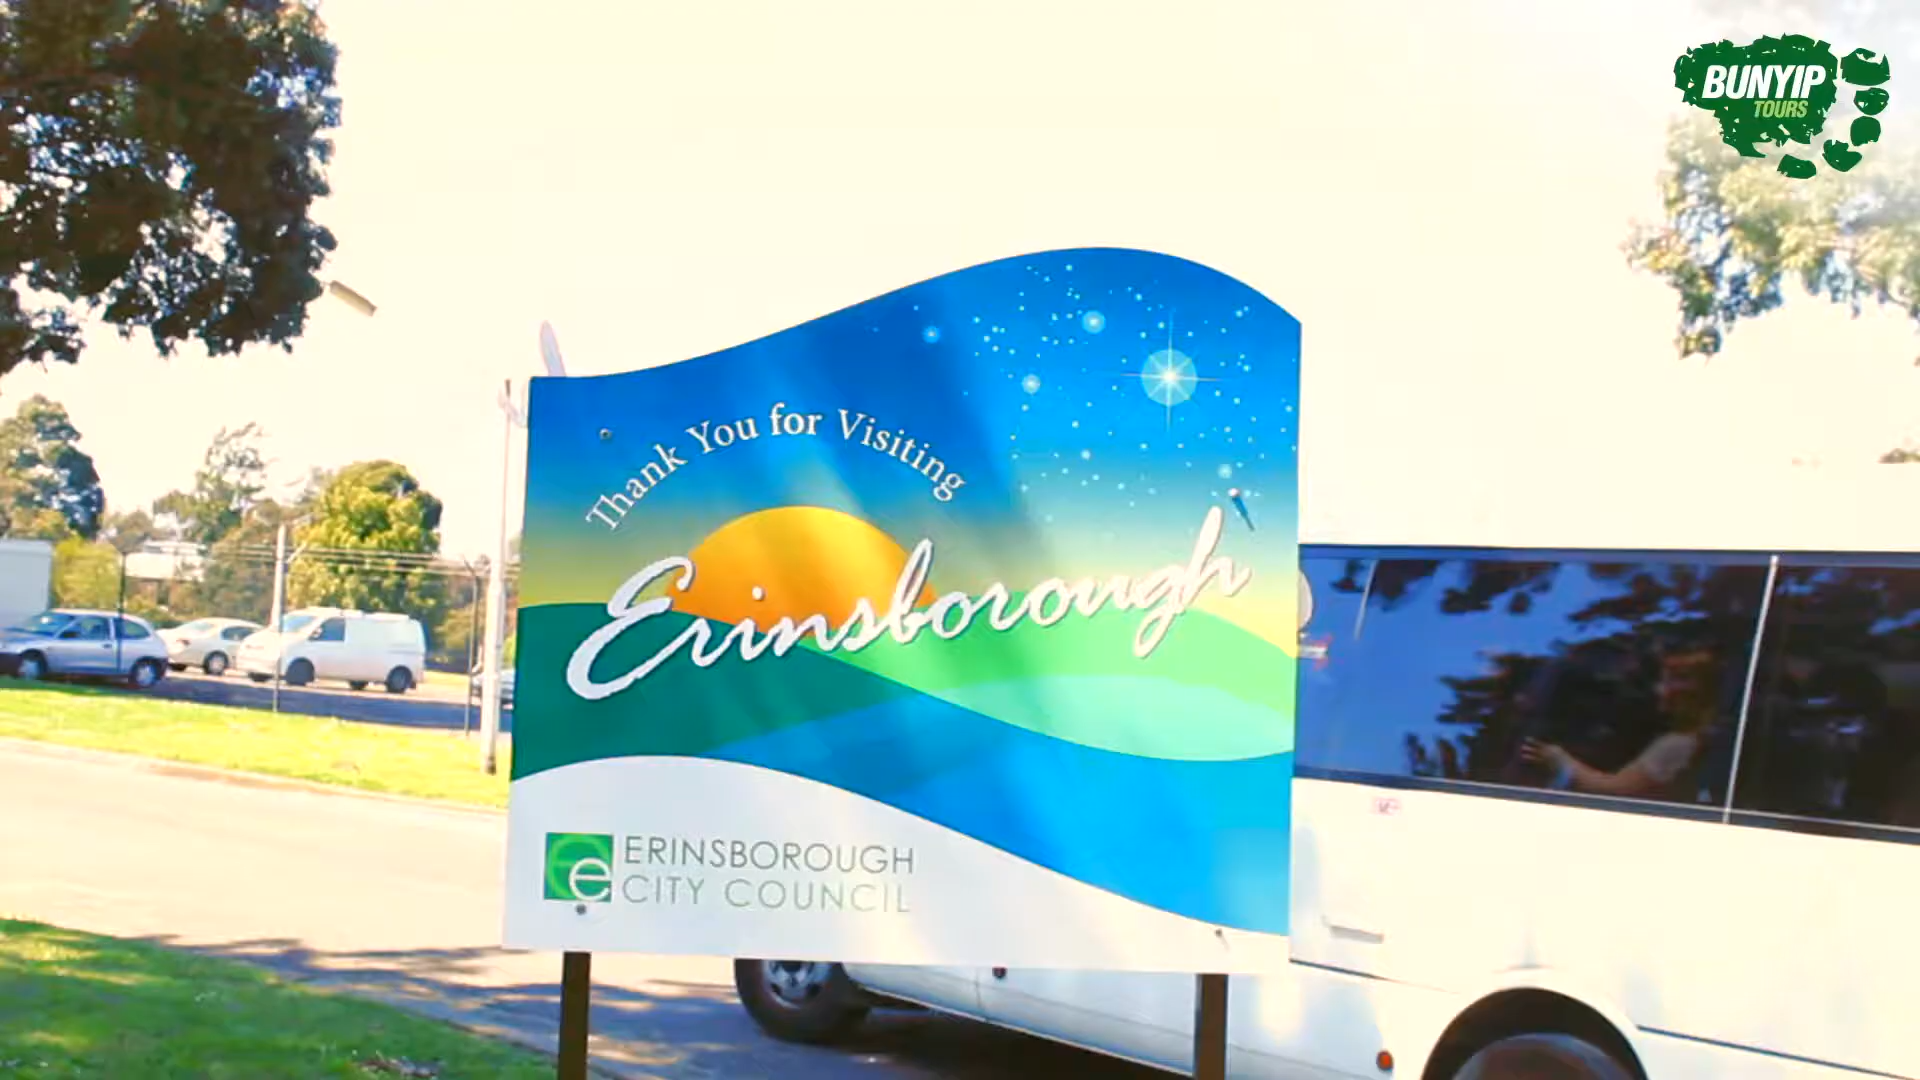 BUNYIP
TOURS
Thank You for Visiting
Erinsborough
ERINSBOROUGH
CITY COUNCIL